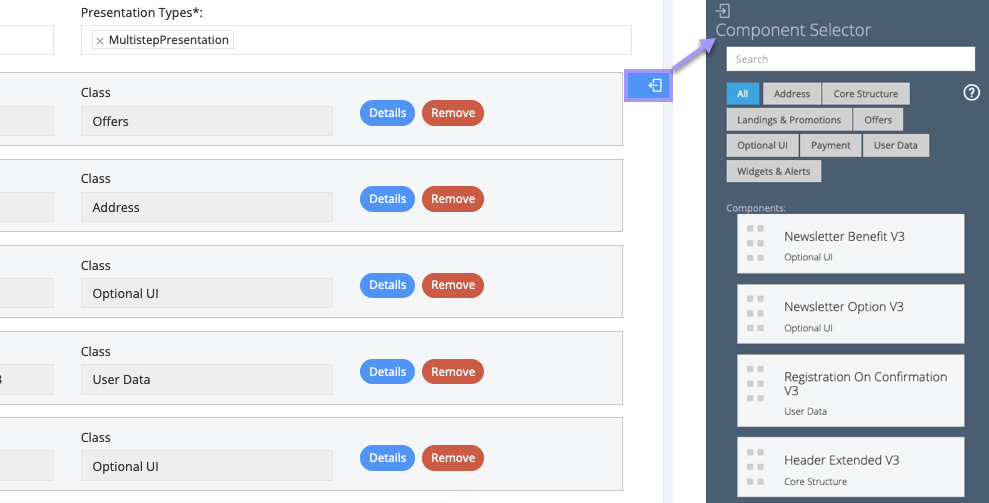 Presentation Types*:
× MultistepPresentation
Class
Offers
Details
Remove
Class
Address
Details
Remove
Class
Optional UI
Details
Remove
Class
User Data
Details
Remove
Class
Optional UI
Details
Remove
Component Selector
Search
All
Address
Core Structure
?
Landings & Promotions
Offers
Optional UI
Payment
User Data
Widgets & Alerts
Components:
Newsletter Benefit V3
Optional UI
Newsletter Option V3
Optional UI
Registration On Confirmation
V3
User Data
Header Extended V3
Core Structure